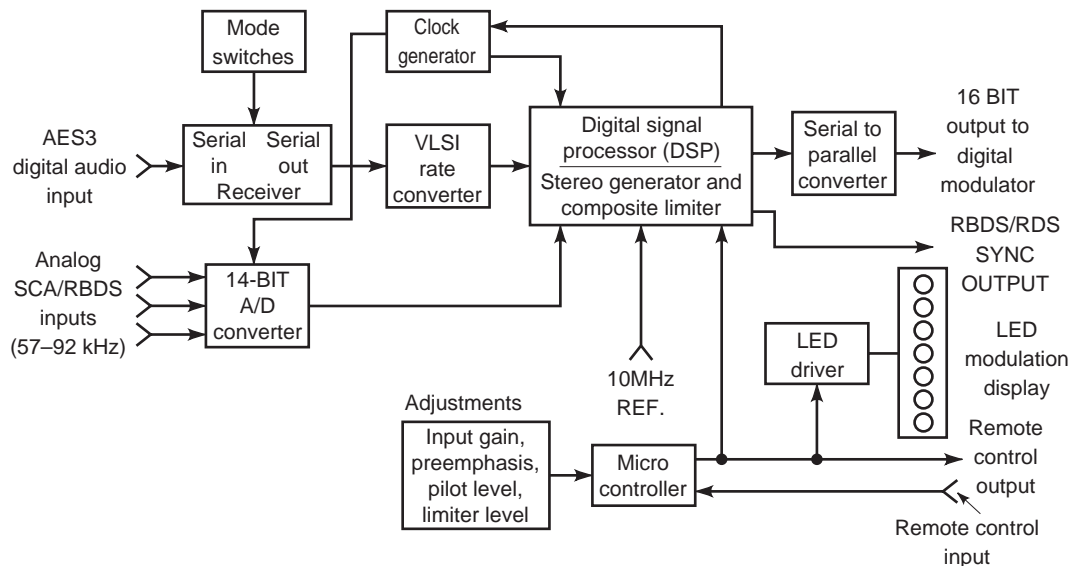 Mode
switches
Clock
generator
AES3
digital audio
input
Serial Serial
in out
Receiver
VLSI
rate
converter
Digital signal
processor (DSP)
Stereo generator and
composite limiter
Serial to
parallel
converter
16 BIT
output to
digital
modulator
RBDS/RDS
SYNC
OUTPUT
Analog
SCA/RBDS
inputs
(57–92 kHz)
14-BIT
A/D
converter
10MHz
REF.
LED
driver
LED
modulation
display
Adjustments
Input gain,
preemphasis,
pilot level,
limiter level
Micro
controller
Remote
control
output
Remote control
input